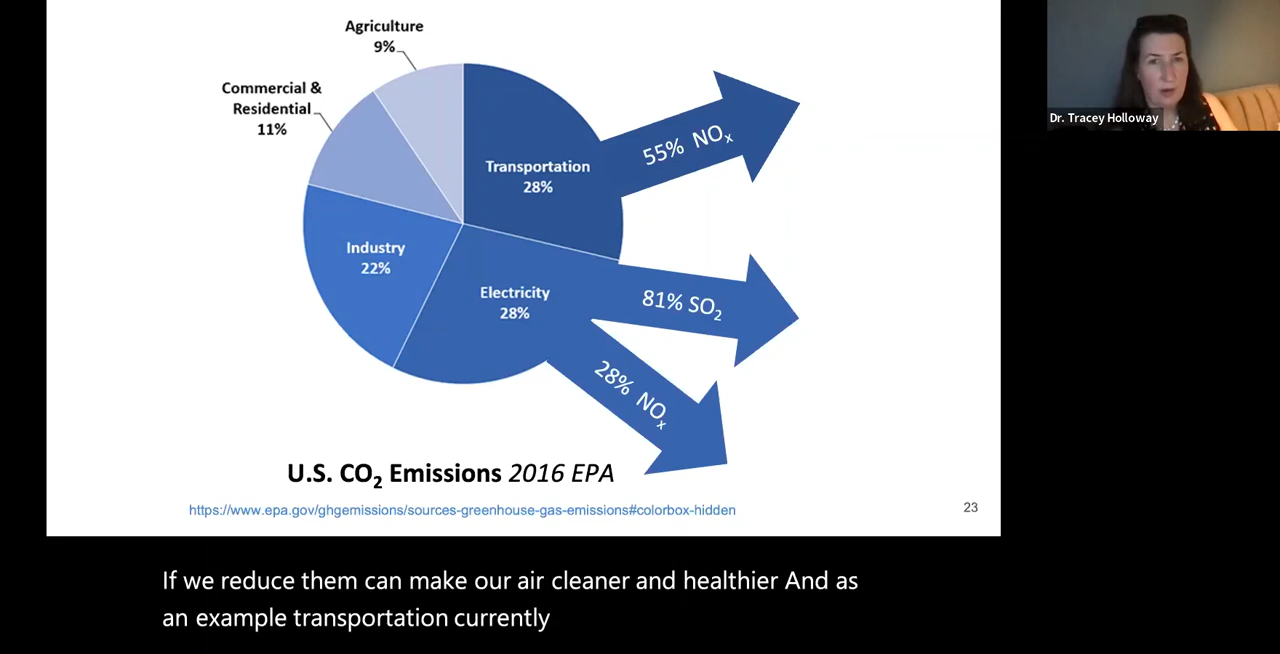 Agriculture
9%
Commercial &
Residential
11%
Transportation
28%
55% NOx
Industry
22%
Electricity
28%
81% SO2
28% NOx
U.S. CO2 Emissions 2016 EPA
https://www.epa.gov/ghgemissions/sources-greenhouse-gas-emissions#colorbox-hidden
23
Dr. Tracey Holloway
If we reduce them can make our air cleaner and healthier And as
an example transportation currently